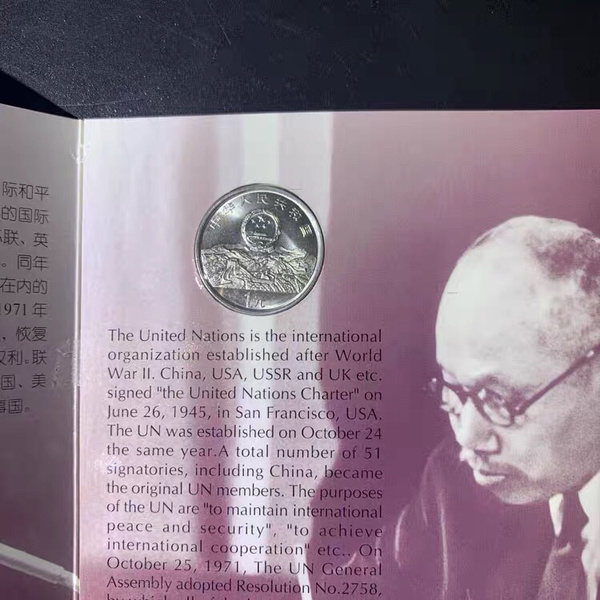 际和平
的国际
联、英
。同年
在内的
1971年
,恢复
权利。联
国、美
事国。
中华人民共和国
1元
The United Nations is the international
organization established after World
War II. China, USA, USSR and UK etc.
signed "the United Nations Charter" on
June 26, 1945, in San Francisco, USA.
The UN was established on October 24
the same year.A total number of 51
signatories, including China, became
the original UN members. The purposes
of the UN are "to maintain international
peace and security", "to achieve
international cooperation" etc.. On
October 25, 1971, The UN General
Assembly adopted Resolution No.2758,